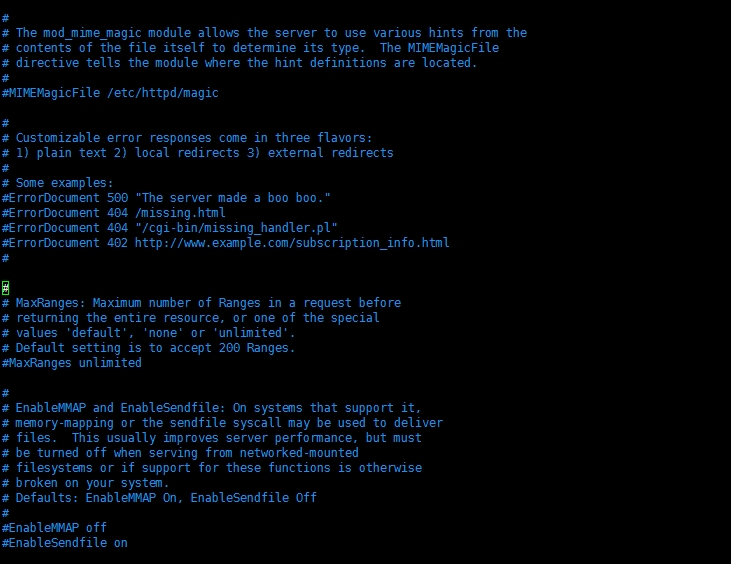 #
# The mod_mime_magic module allows the server to use various hints from the
# contents of the file itself to determine its type.  The MIMEMagicFile
# directive tells the module where the hint definitions are located.
#
#MIMEMagicFile /etc/httpd/magic

#
# Customizable error responses come in three flavors:
# 1) plain text 2) local redirects 3) external redirects
#
# Some examples:
#ErrorDocument 500 "The server made a boo boo."
#ErrorDocument 404 /missing.html
#ErrorDocument 404 "/cgi-bin/missing_handler.pl"
#ErrorDocument 402 http://www.example.com/subscription_info.html
#

#
# MaxRanges: Maximum number of Ranges in a request before
# returning the entire resource, or one of the special
# values 'default', 'none' or 'unlimited'.
# Default setting is to accept 200 Ranges.
#MaxRanges unlimited

#
# EnableMMAP and EnableSendfile: On systems that support it,
# memory-mapping or the sendfile syscall may be used to deliver
# files.  This usually improves server performance, but must
# be turned off when serving from networked-mounted
# filesystems or if support for these functions is otherwise
# broken on your system.
# Defaults: EnableMMAP On, EnableSendfile Off
#
#EnableMMAP off
#EnableSendfile on